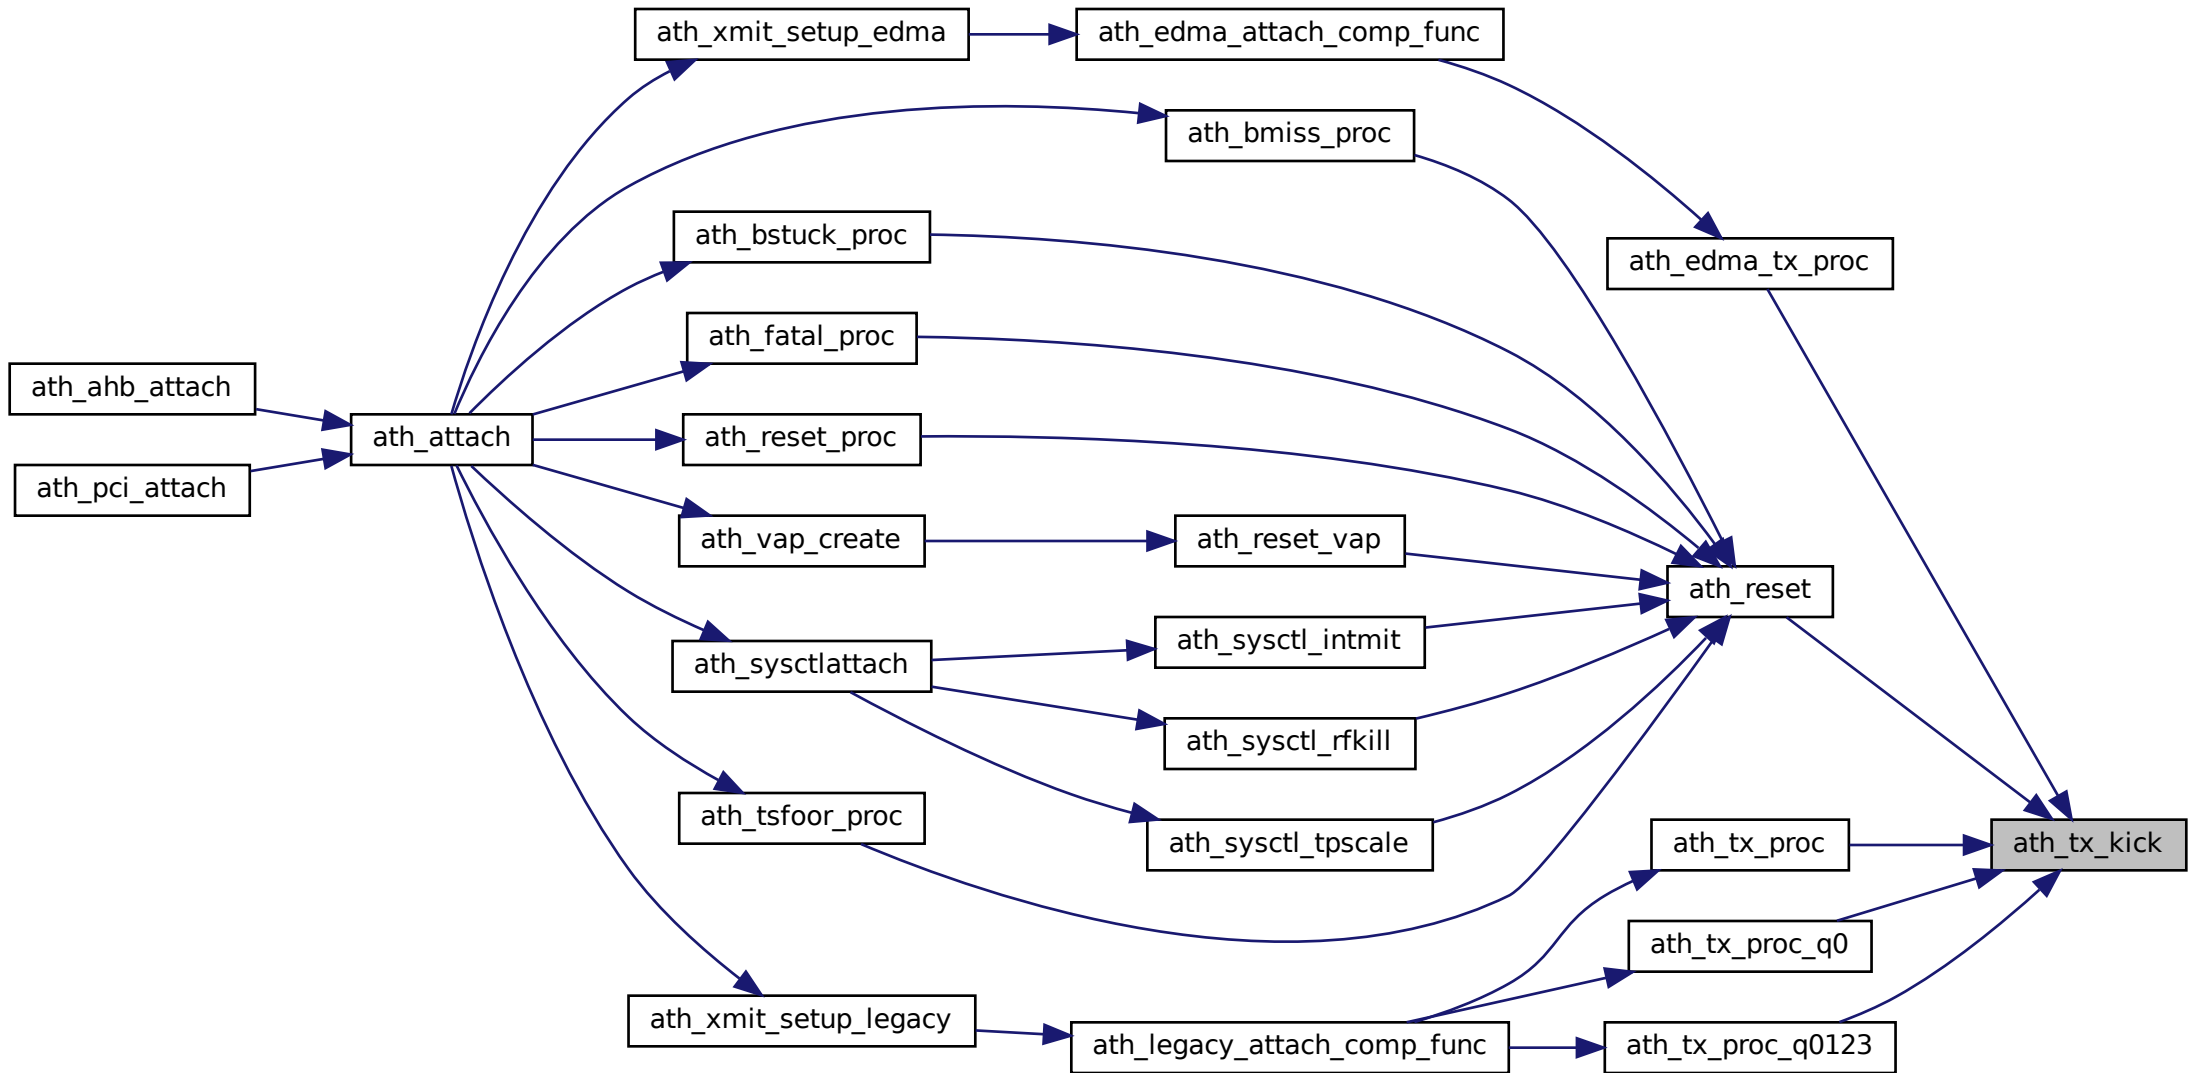 ath_xmit_setup_edma
ath_edma_attach_comp_func
ath_bmiss_proc
ath_bstuck_proc
ath_edma_tx_proc
ath_fatal_proc
ath_ahb_attach
ath_attach
ath_reset_proc
ath_pci_attach
ath_vap_create
ath_reset_vap
ath_reset
ath_sysctl_intmit
ath_sysctlattach
ath_sysctl_rfkill
ath_tsfoor_proc
ath_sysctl_tpscale
ath_tx_proc
ath_tx_kick
ath_tx_proc_q0
ath_xmit_setup_legacy
ath_legacy_attach_comp_func
ath_tx_proc_q0123